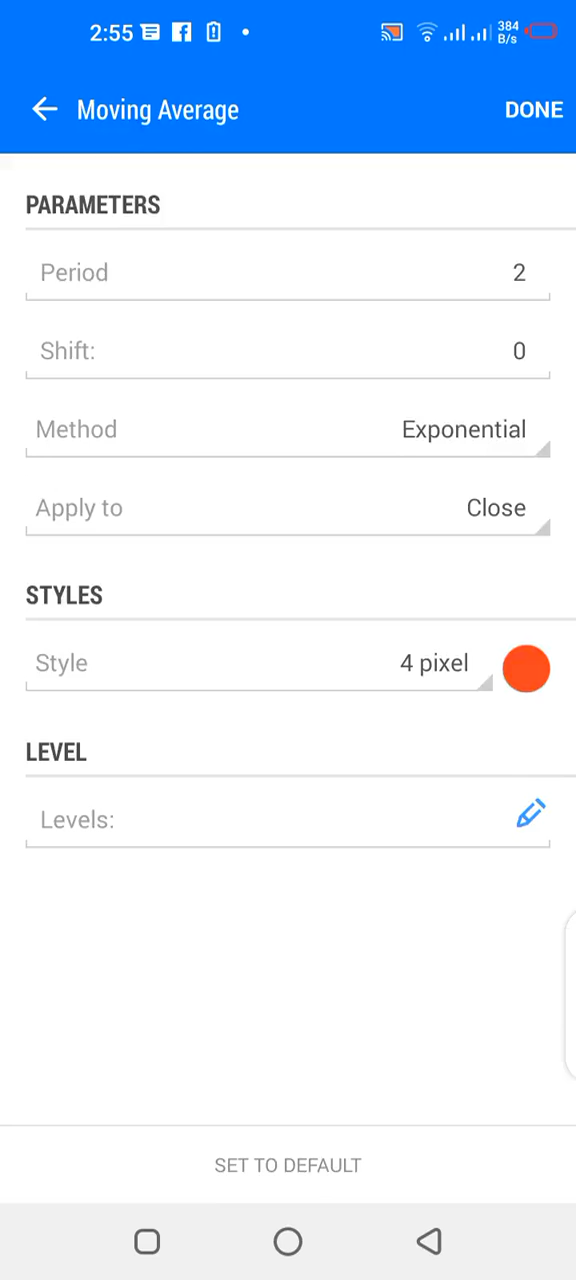 2:55 384 B/s
Moving Average DONE
PARAMETERS
Period 2
Shift: 0
Method Exponential
Apply to Close
STYLES
Style 4 pixel
LEVEL
Levels:
SET TO DEFAULT